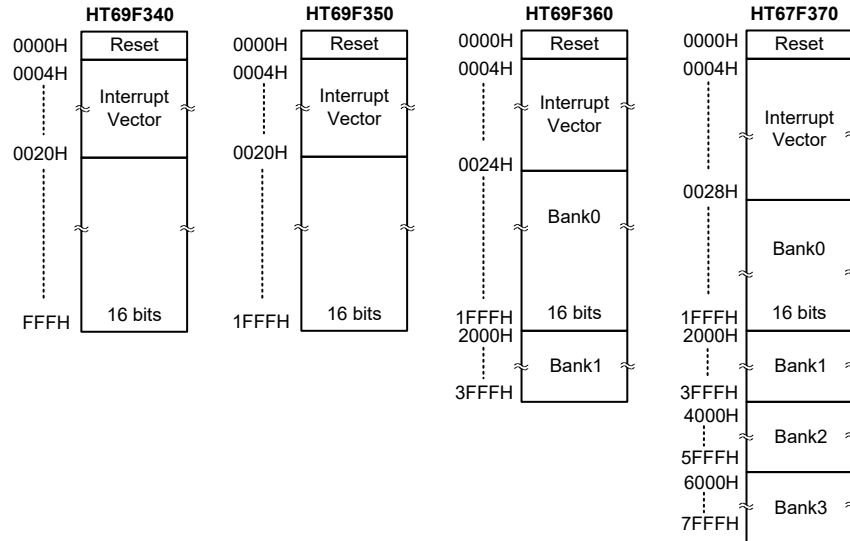 HT69F340
0000H
Reset
0004H
Interrupt
Vector
0020H
FFFH
16 bits
HT69F350
0000H
Reset
0004H
Interrupt
Vector
0020H
1FFFH
16 bits
HT69F360
0000H
Reset
0004H
Interrupt
Vector
0024H
Bank0
1FFFH
2000H
Bank1
3FFFH
HT67F370
0000H
Reset
0004H
Interrupt
Vector
0028H
Bank0
1FFFH
16 bits
2000H
Bank1
3FFFH
4000H
Bank2
5FFFH
6000H
Bank3
7FFFH
16 bits